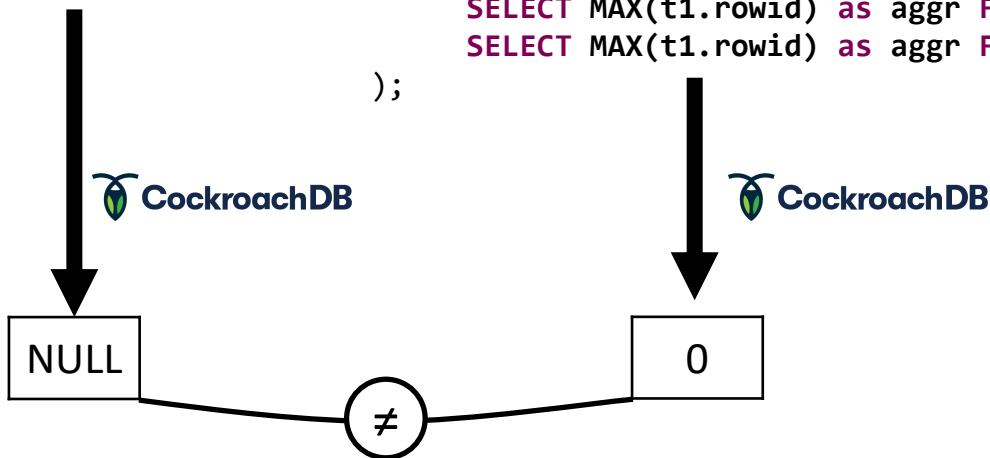 SELECT MAX(t1.rowid) as aggr F
SELECT MAX(t1.rowid) as aggr F
);
CockroachDB CockroachDB
NULL 0
≠